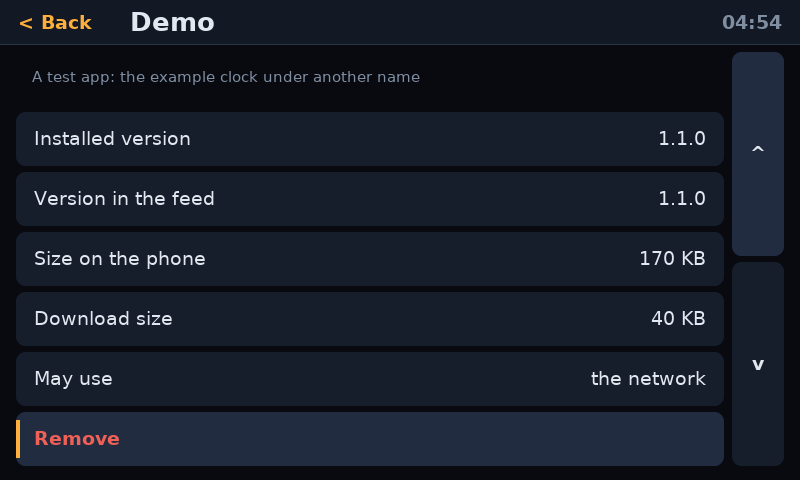 < Back Demo 04:54
A test app: the example clock under another name
Installed version 1.1.0
Version in the feed 1.1.0
Size on the phone 170 KB
Download size 40 KB
May use the network
Remove
^
v